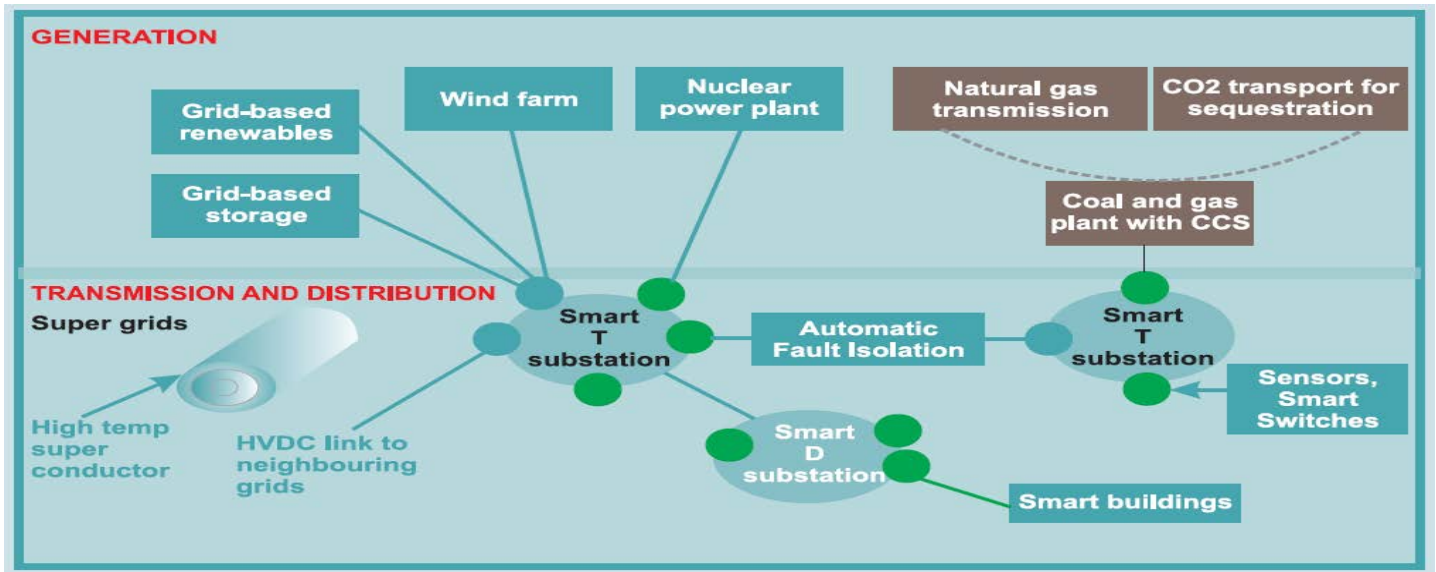 GENERATION
Grid-based
renewables
Wind farm
Nuclear
power plant
Natural gas
transmission
CO2 transport for
sequestration
Grid-based
storage
Coal and gas
plant with CCS
TRANSMISSION AND DISTRIBUTION
Super grids
High temp
super
conductor
HVDC link to
neighbouring
grids
Smart
T
substation
Automatic
Fault Isolation
Smart
T
substation
Sensors,
Smart
Switches
Smart
D
substation
Smart buildings